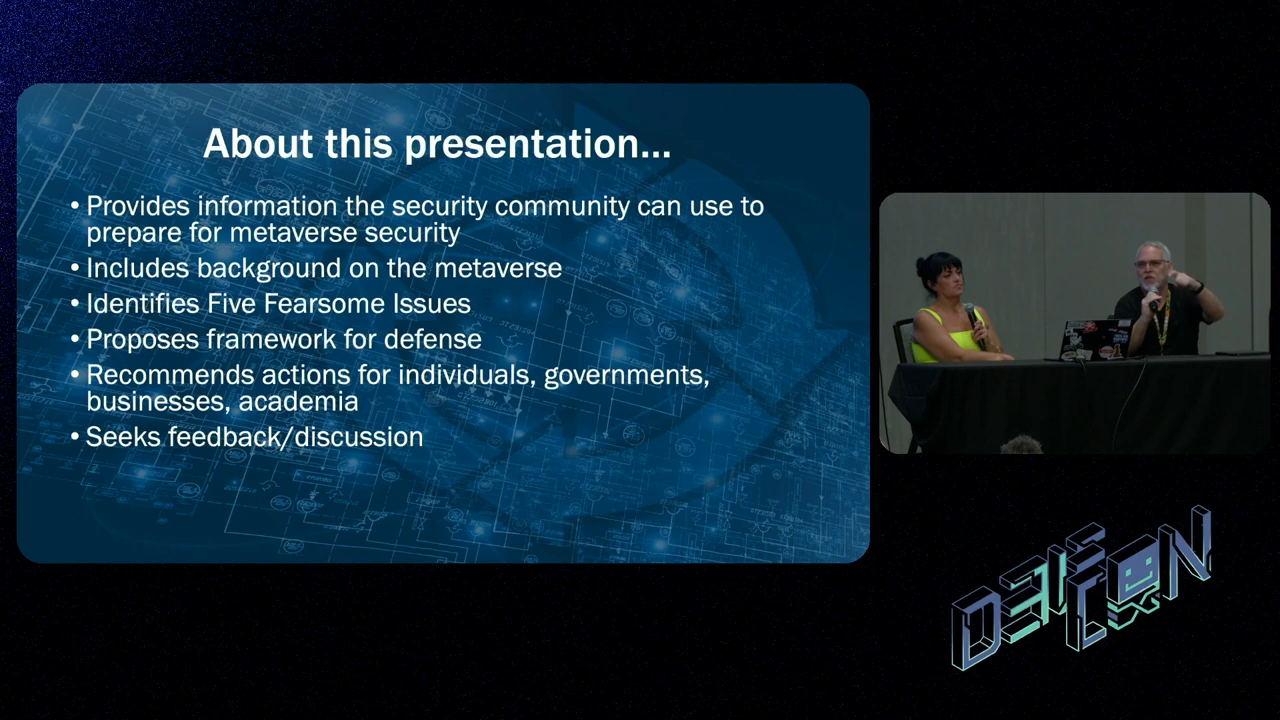 About this presentation...
• Provides information the security community can use to
prepare for metaverse security
• Includes background on the metaverse
• Identifies Five Fearsome Issues
• Proposes framework for defense
• Recommends actions for individuals, governments,
businesses, academia
• Seeks feedback/discussion
DEF CON